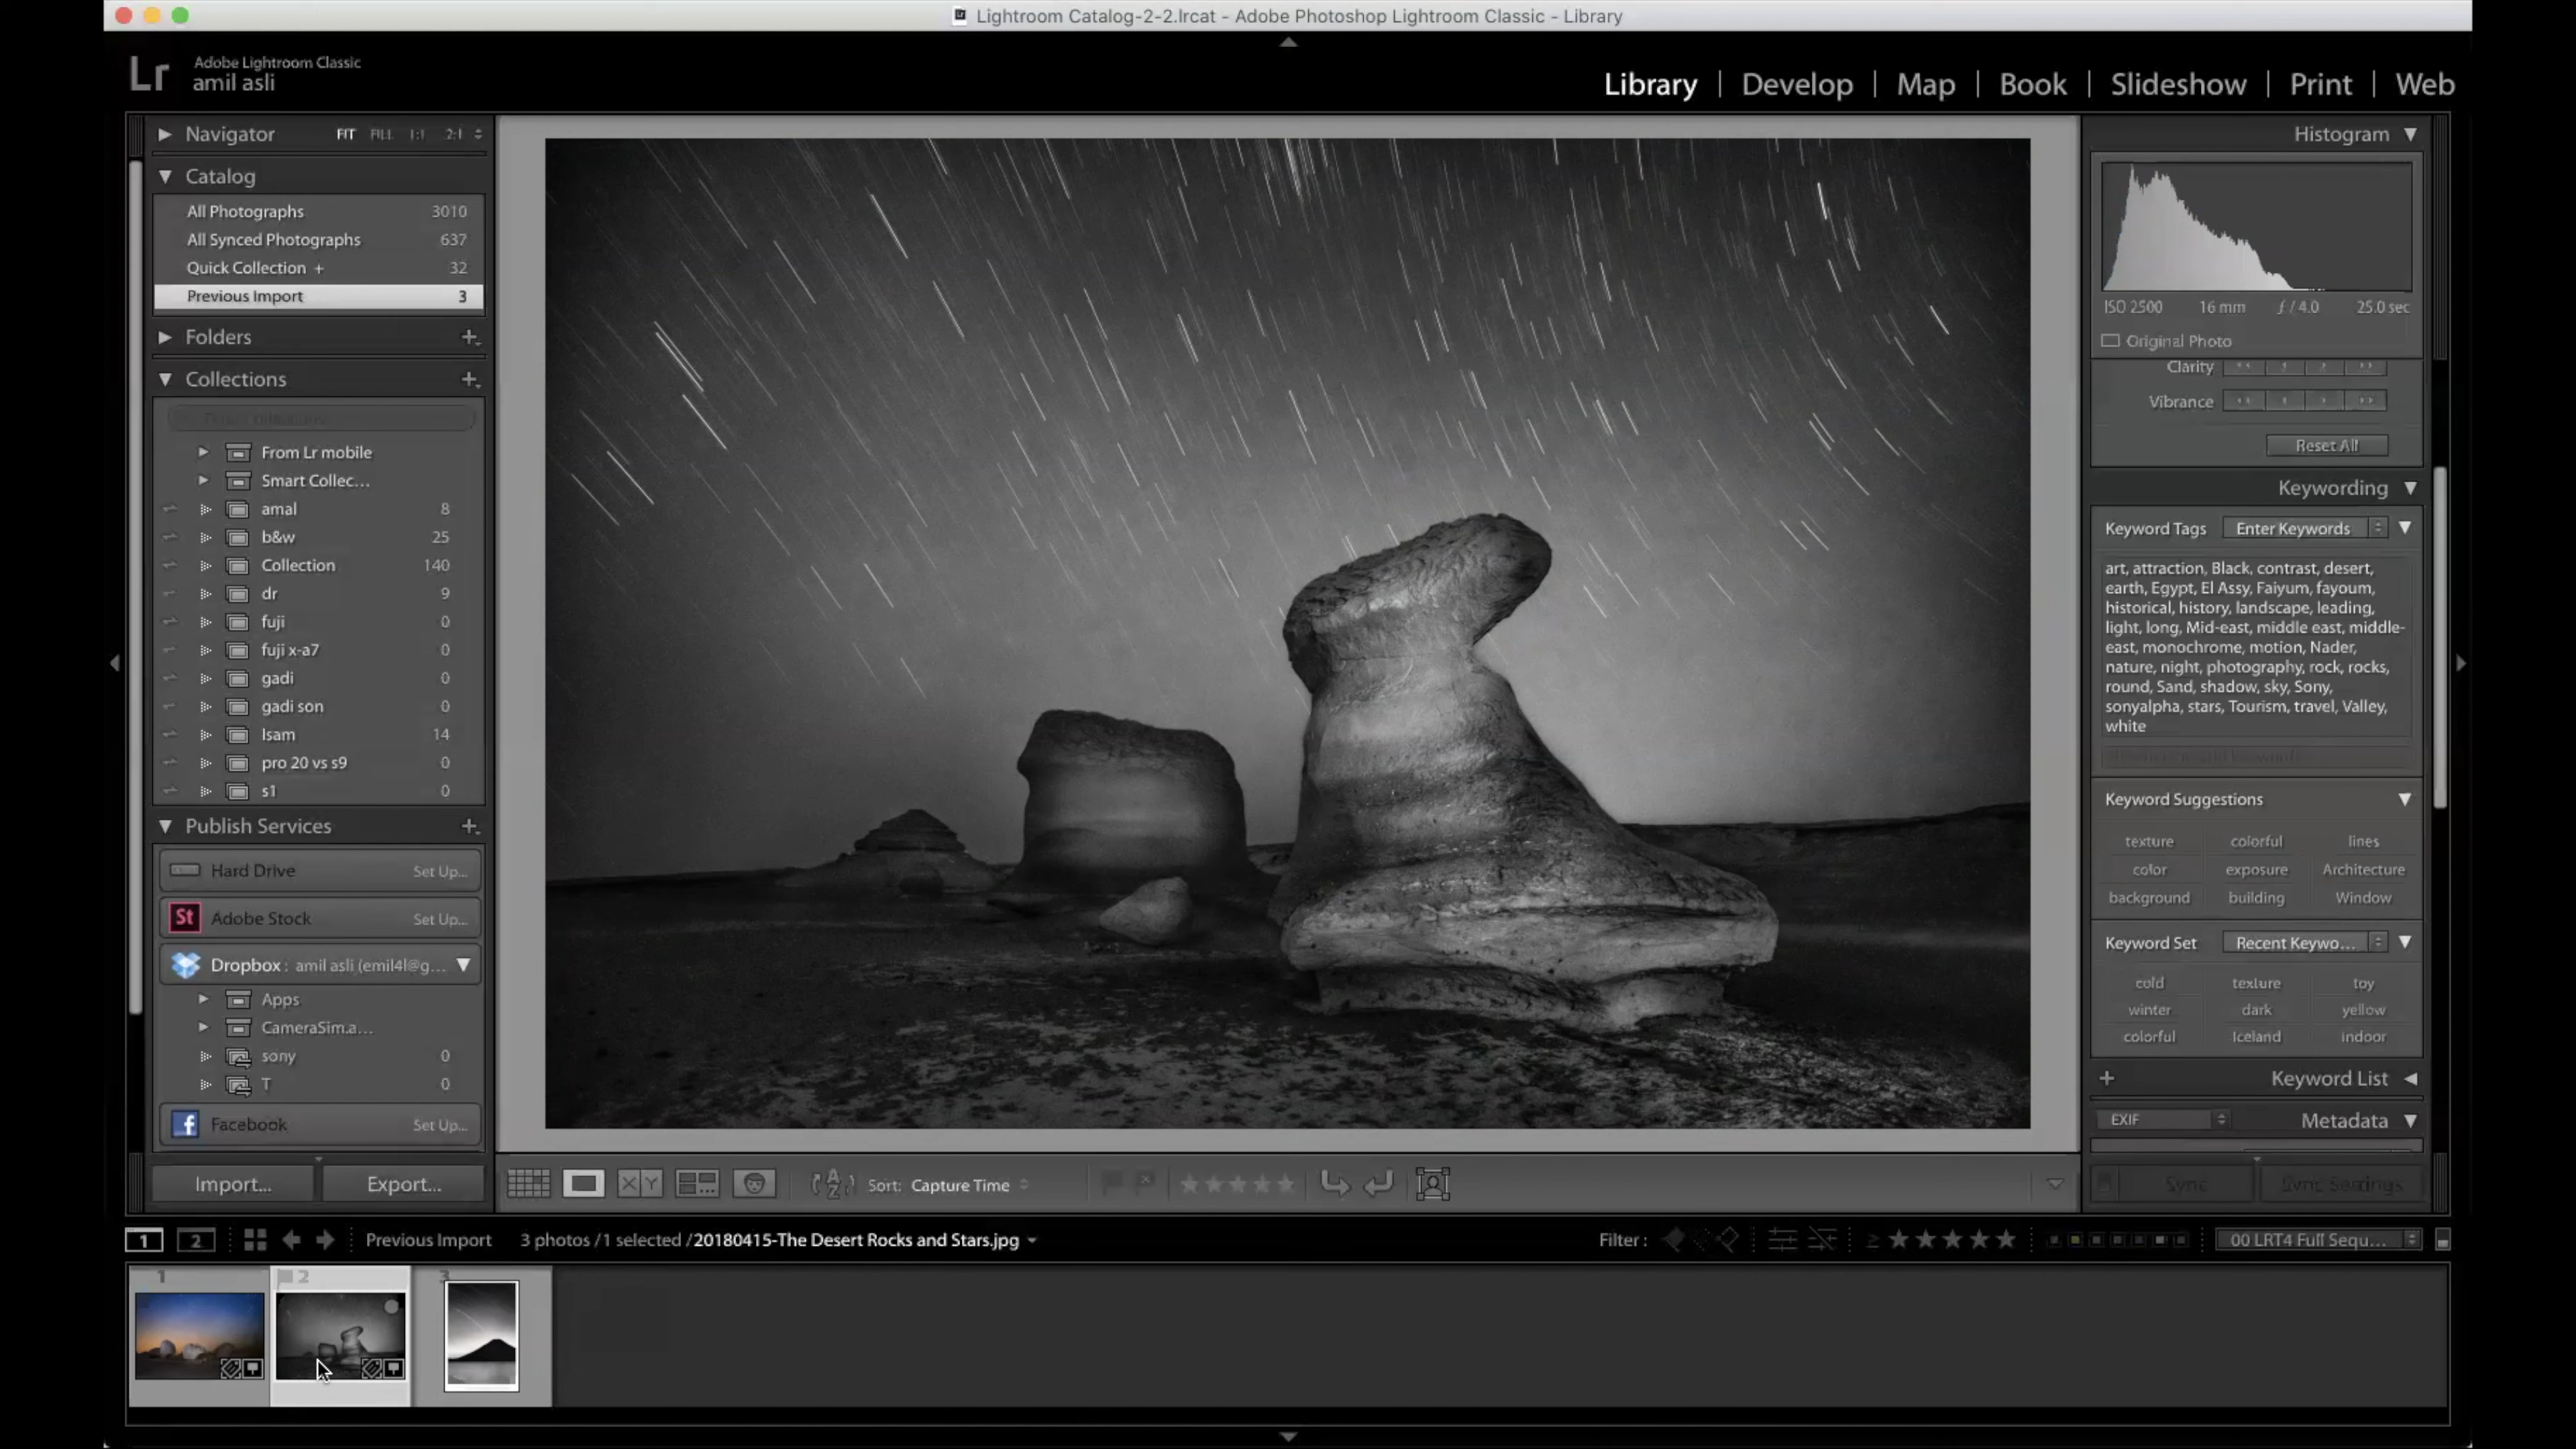 Lightroom Catalog-2-2.lrcat - Adobe Photoshop Lightroom Classic - Library
Lr
Adobe Lightroom Classic
amil asli
Library | Develop | Map | Book | Slideshow | Print | Web
Navigator FIT FILL 1:1 2:1
Catalog
All Photographs 3010
All Synced Photographs 637
Quick Collection + 32
Previous Import 3
Folders
Collections
From Lr mobile
Smart Collec...
amal 8
b&w 25
Collection 140
dr 9
fuji 0
fuji x-a7 0
gadi 0
gadi son 0
Isam 14
pro 20 vs s9 0
s1 0
Publish Services
Hard Drive Set Up...
St Adobe Stock Set Up...
Dropbox : amil asli (emil4l@g...
Apps
CameraSim.a...
sony 0
T 0
Facebook Set Up...
Import... Export...
Sort: Capture Time
Histogram
ISO 2500 16 mm ƒ / 4.0 25.0 sec
Original Photo
Clarity
Vibrance
Reset All
Keywording
Keyword Tags Enter Keywords
art, attraction, Black, contrast, desert,
earth, Egypt, El Assy, Faiyum, fayoum,
historical, history, landscape, leading,
light, long, Mid-east, middle east, middle-
east, monochrome, motion, Nader,
nature, night, photography, rock, rocks,
round, Sand, shadow, sky, Sony,
sonyalpha, stars, Tourism, travel, Valley,
white
Keyword Suggestions
texture colorful lines
color exposure Architecture
background building Window
Keyword Set Recent Keywo...
cold texture toy
winter dark yellow
colorful Iceland indoor
Keyword List
EXIF Metadata
Sync Sync Settings
1 2 Previous Import 3 photos /1 selected /20180415-The Desert Rocks and Stars.jpg
Filter : 00 LRT4 Full Sequ...
1 2 3